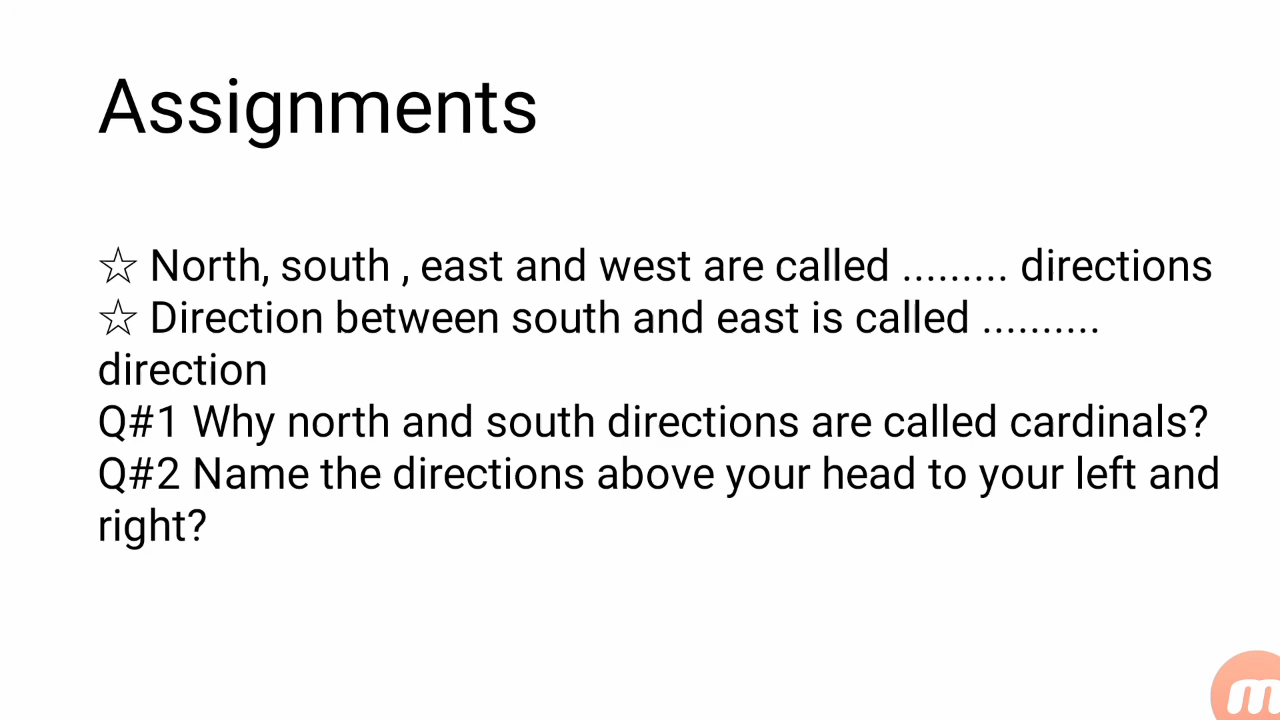 Assignments
☆ North, south , east and west are called ......... directions
☆ Direction between south and east is called ..........
direction
Q#1 Why north and south directions are called cardinals?
Q#2 Name the directions above your head to your left and
right?
m